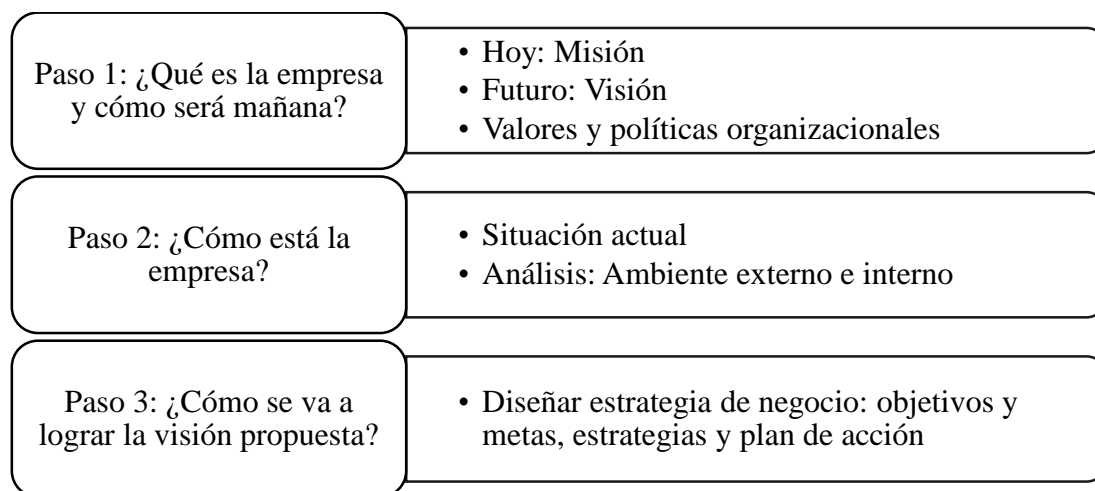 Paso 1: ¿Qué es la empresa
y cómo será mañana?
• Hoy: Misión
• Futuro: Visión
• Valores y políticas organizacionales
Paso 2: ¿Cómo está la
empresa?
• Situación actual
• Análisis: Ambiente externo e interno
Paso 3: ¿Cómo se va a
lograr la visión propuesta?
• Diseñar estrategia de negocio: objetivos y
metas, estrategias y plan de acción